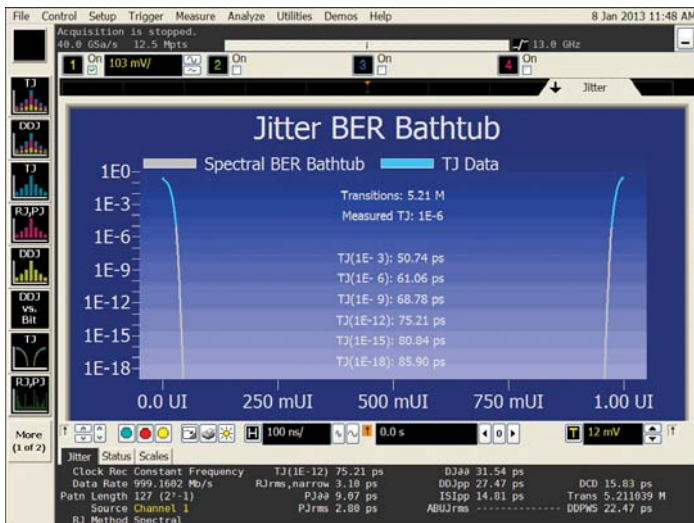 File Control Setup Trigger Measure Analyze Utilities Demos Help 8 Jan 2013 11:48 AM
Acquisition is stopped.
40.0 GSa/s 12.5 Mpts 13.0 GHz
1 On 103 mV/ 2 On 3 On 4 On
Jitter
Jitter BER Bathtub
Spectral BER Bathtub TJ Data
Transitions: 5.21 M
Measured TJ: 1E-6
TJ(1E- 3): 50.74 ps
TJ(1E- 6): 61.06 ps
TJ(1E- 9): 68.78 ps
TJ(1E-12): 75.21 ps
TJ(1E-15): 80.84 ps
TJ(1E-18): 85.90 ps
1E0
1E-3
1E-6
1E-9
1E-12
1E-15
1E-18
0.0 UI 250 mUI 500 mUI 750 mUI 1.00 UI
TJ
DDJ
TJ
RJ,PJ
DDJ
DDJ
vs.
Bit
TJ
RJ,PJ
More
(1 of 2)
H 100 ns/ 0.0 s 0 T 12 mV
Jitter Status Scales
Clock Rec Constant Frequency TJ(1E-12) 75.21 ps DJ∂∂ 31.54 ps
Data Rate 999.1602 Mb/s RJrms,narrow 3.10 ps DDJpp 27.47 ps DCD 15.83 ps
Patn Length 127 (2⁷-1) PJ∂∂ 9.07 ps ISIpp 14.81 ps Trans 5.211039 M
Source Channel 1 PJrms 2.80 ps ABUJrms -------------- DDPWS 22.47 ps
RJ Method Spectral